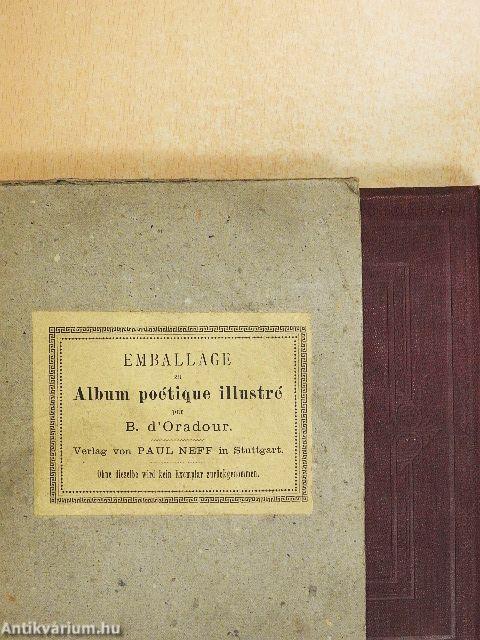 EMBALLAGE
zu
Album poétique illustré
par
B. d'Oradour.
Verlag von PAUL NEFF in Stuttgart.
Ohne dieselbe wird kein Exemplar zurückgenommen.
Antikvárium.hu